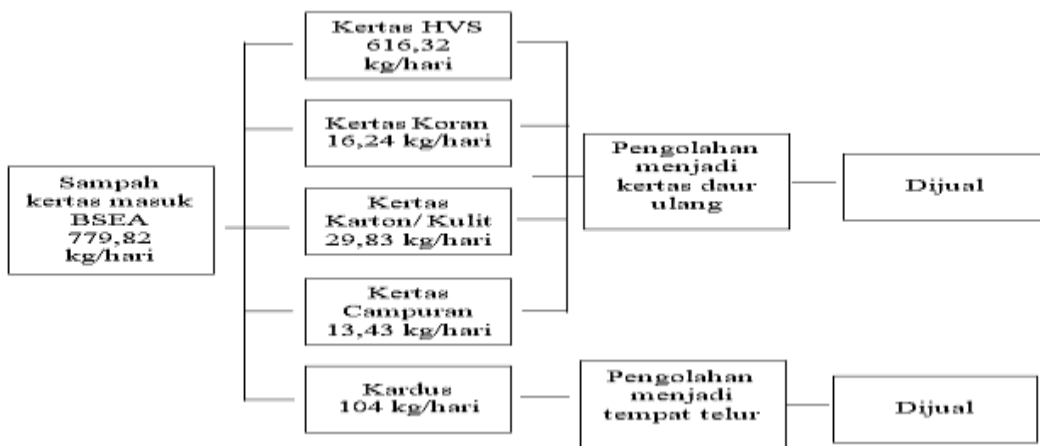 Sampah
kertas masuk
BSEA
779,82
kg/hari
Kertas HVS
616,32
kg/hari
Kertas Koran
16,24 kg/hari
Kertas
Karton/ Kulit
29,83 kg/hari
Kertas
Campuran
13,43 kg/hari
Kardus
104 kg/hari
Pengolahan
menjadi
kertas daur
ulang
Dijual
Pengolahan
menjadi
tempat telur
Dijual